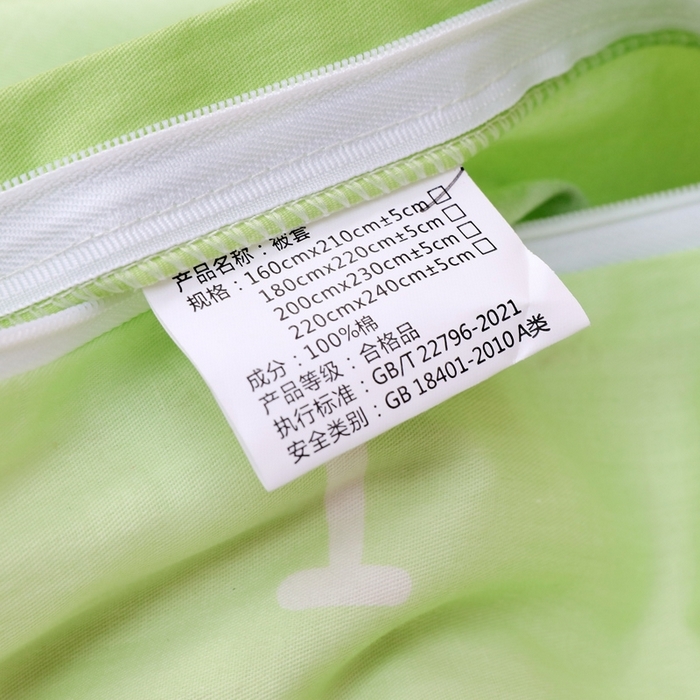 产品名称：被套
规格：160cmx210cm±5cm□
180cmx220cm±5cm□
200cmx230cm±5cm□
220cmx240cm±5cm□
成分：100%棉
产品等级：合格品
执行标准：GB/T 22796-2021
安全类别：GB 18401-2010 A类